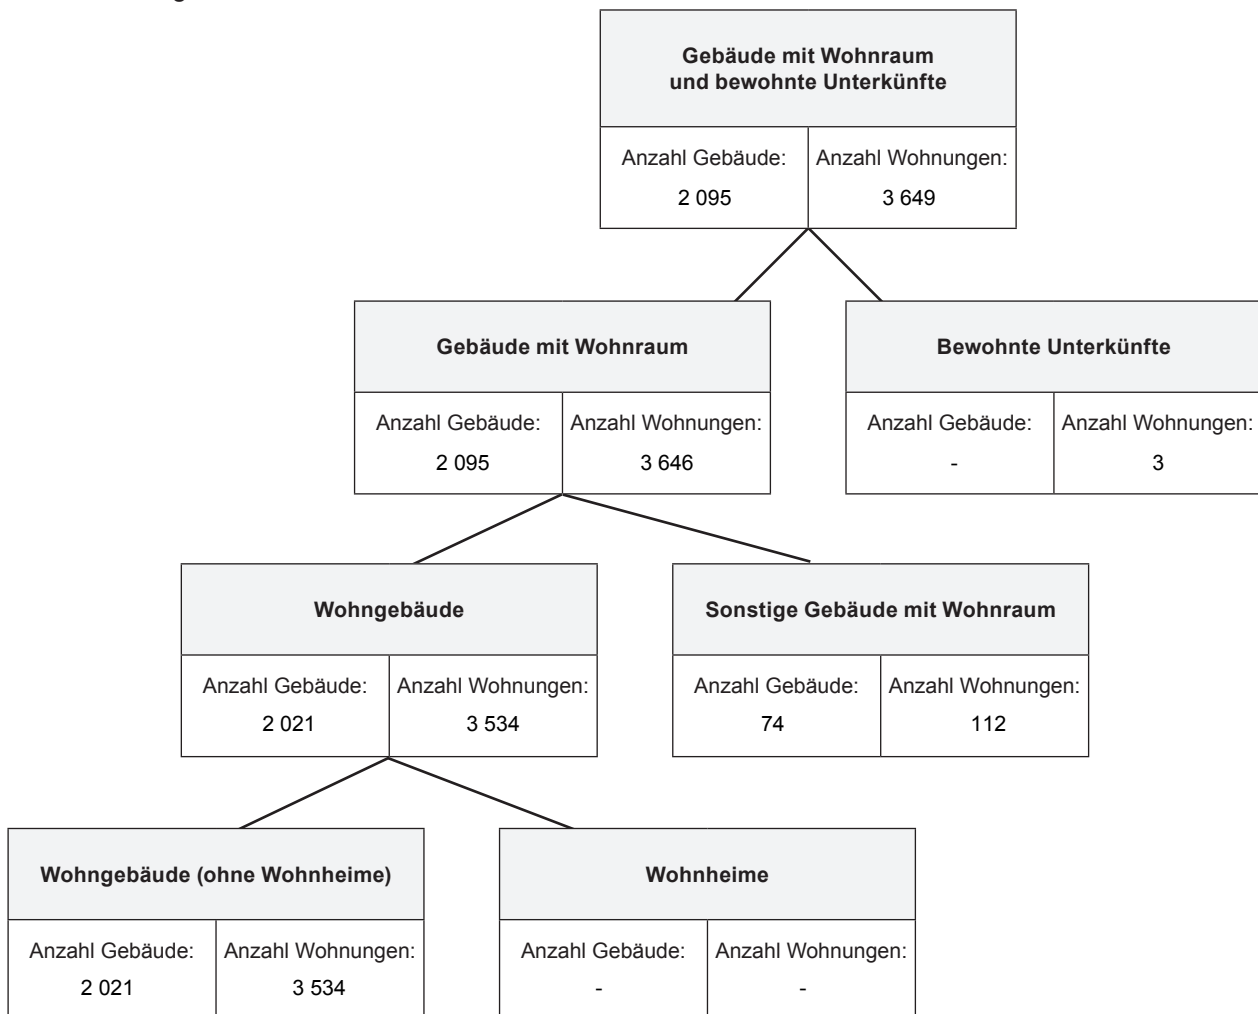 Gebäude mit Wohnraum
und bewohnte Unterkünfte
Anzahl Gebäude: Anzahl Wohnungen:
2 095 3 649
Gebäude mit Wohnraum Bewohnte Unterkünfte
Anzahl Gebäude: Anzahl Wohnungen: Anzahl Gebäude: Anzahl Wohnungen:
2 095 3 646 - 3
Wohngebäude Sonstige Gebäude mit Wohnraum
Anzahl Gebäude: Anzahl Wohnungen: Anzahl Gebäude: Anzahl Wohnungen:
2 021 3 534 74 112
Wohngebäude (ohne Wohnheime) Wohnheime
Anzahl Gebäude: Anzahl Wohnungen: Anzahl Gebäude: Anzahl Wohnungen:
2 021 3 534 - -